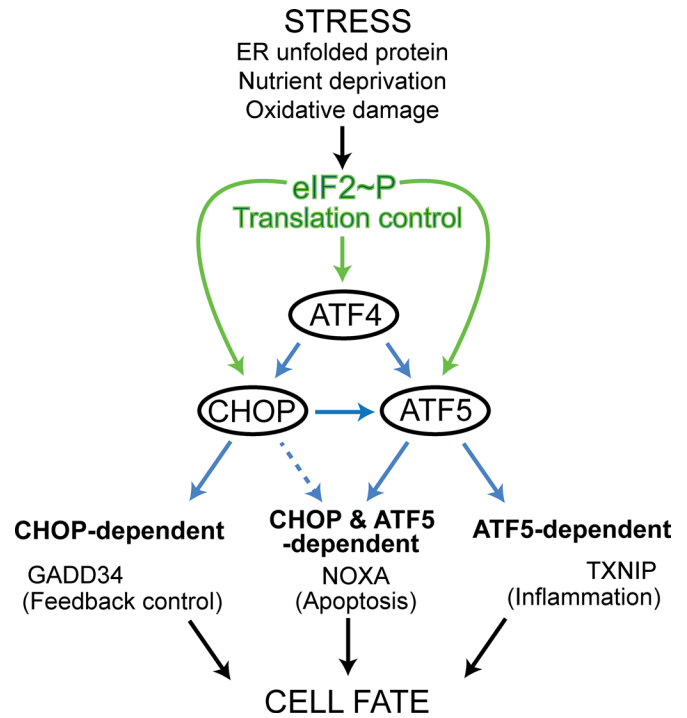 STRESS
ER unfolded protein
Nutrient deprivation
Oxidative damage
eIF2~P
Translation control
ATF4
CHOP
ATF5
CHOP-dependent
GADD34
(Feedback control)
CHOP & ATF5
-dependent
NOXA
(Apoptosis)
ATF5-dependent
TXNIP
(Inflammation)
CELL FATE